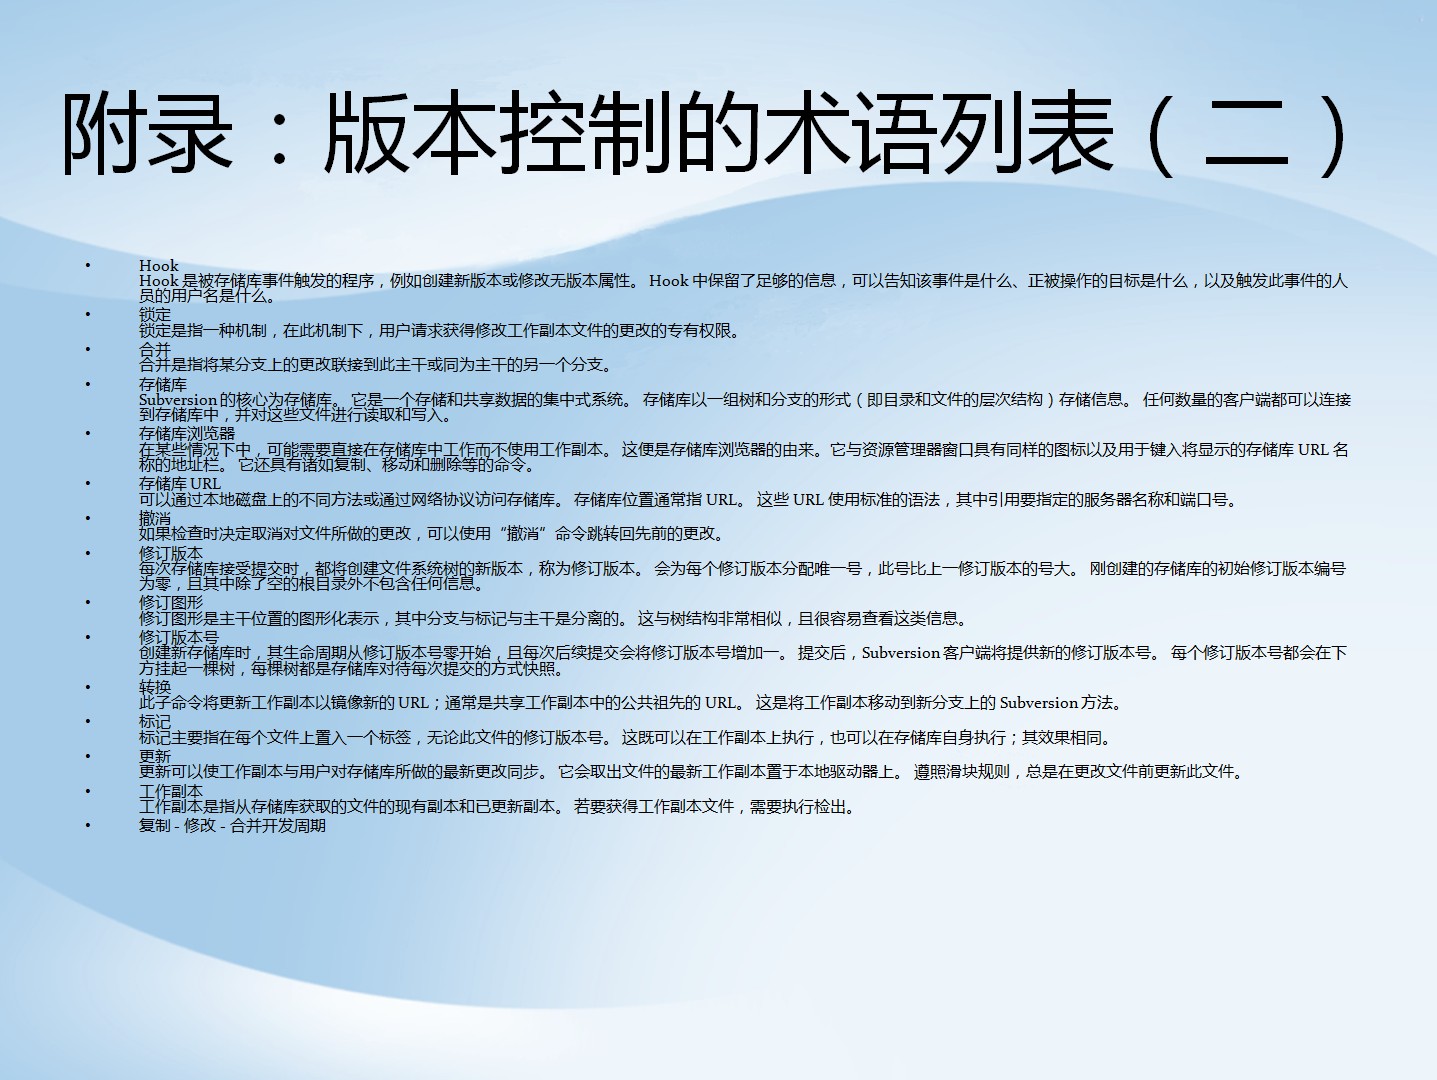 附录：版本控制的术语列表（二）
• Hook
Hook 是被存储库事件触发的程序，例如创建新版本或修改无版本属性。 Hook 中保留了足够的信息，可以告知该事件是什么、正被操作的目标是什么，以及触发此事件的人
员的用户名是什么。
• 锁定
锁定是指一种机制，在此机制下，用户请求获得修改工作副本文件的更改的专有权限。
• 合并
合并是指将某分支上的更改联接到此主干或同为主干的另一个分支。
• 存储库
Subversion 的核心为存储库。 它是一个存储和共享数据的集中式系统。 存储库以一组树和分支的形式（即目录和文件的层次结构）存储信息。 任何数量的客户端都可以连接
到存储库中，并对这些文件进行读取和写入。
• 存储库浏览器
在某些情况下中，可能需要直接在存储库中工作而不使用工作副本。 这便是存储库浏览器的由来。它与资源管理器窗口具有同样的图标以及用于键入将显示的存储库 URL 名
称的地址栏。 它还具有诸如复制、移动和删除等的命令。
• 存储库 URL
可以通过本地磁盘上的不同方法或通过网络协议访问存储库。 存储库位置通常指 URL。 这些 URL 使用标准的语法，其中引用要指定的服务器名称和端口号。
• 撤消
如果检查时决定取消对文件所做的更改，可以使用“撤消”命令跳转回先前的更改。
• 修订版本
每次存储库接受提交时，都将创建文件系统树的新版本，称为修订版本。 会为每个修订版本分配唯一号，此号比上一修订版本的号大。 刚创建的存储库的初始修订版本编号
为零，且其中除了空的根目录外不包含任何信息。
• 修订图形
修订图形是主干位置的图形化表示，其中分支与标记与主干是分离的。 这与树结构非常相似，且很容易查看这类信息。
• 修订版本号
创建新存储库时，其生命周期从修订版本号零开始，且每次后续提交会将修订版本号增加一。 提交后，Subversion 客户端将提供新的修订版本号。 每个修订版本号都会在下
方挂起一棵树，每棵树都是存储库对待每次提交的方式快照。
• 转换
此子命令将更新工作副本以镜像新的 URL；通常是共享工作副本中的公共祖先的 URL。 这是将工作副本移动到新分支上的 Subversion 方法。
• 标记
标记主要指在每个文件上置入一个标签，无论此文件的修订版本号。 这既可以在工作副本上执行，也可以在存储库自身执行；其效果相同。
• 更新
更新可以使工作副本与用户对存储库所做的最新更改同步。 它会取出文件的最新工作副本置于本地驱动器上。 遵照滑块规则，总是在更改文件前更新此文件。
• 工作副本
工作副本是指从存储库获取的文件的现有副本和已更新副本。 若要获得工作副本文件，需要执行检出。
• 复制 - 修改 - 合并开发周期